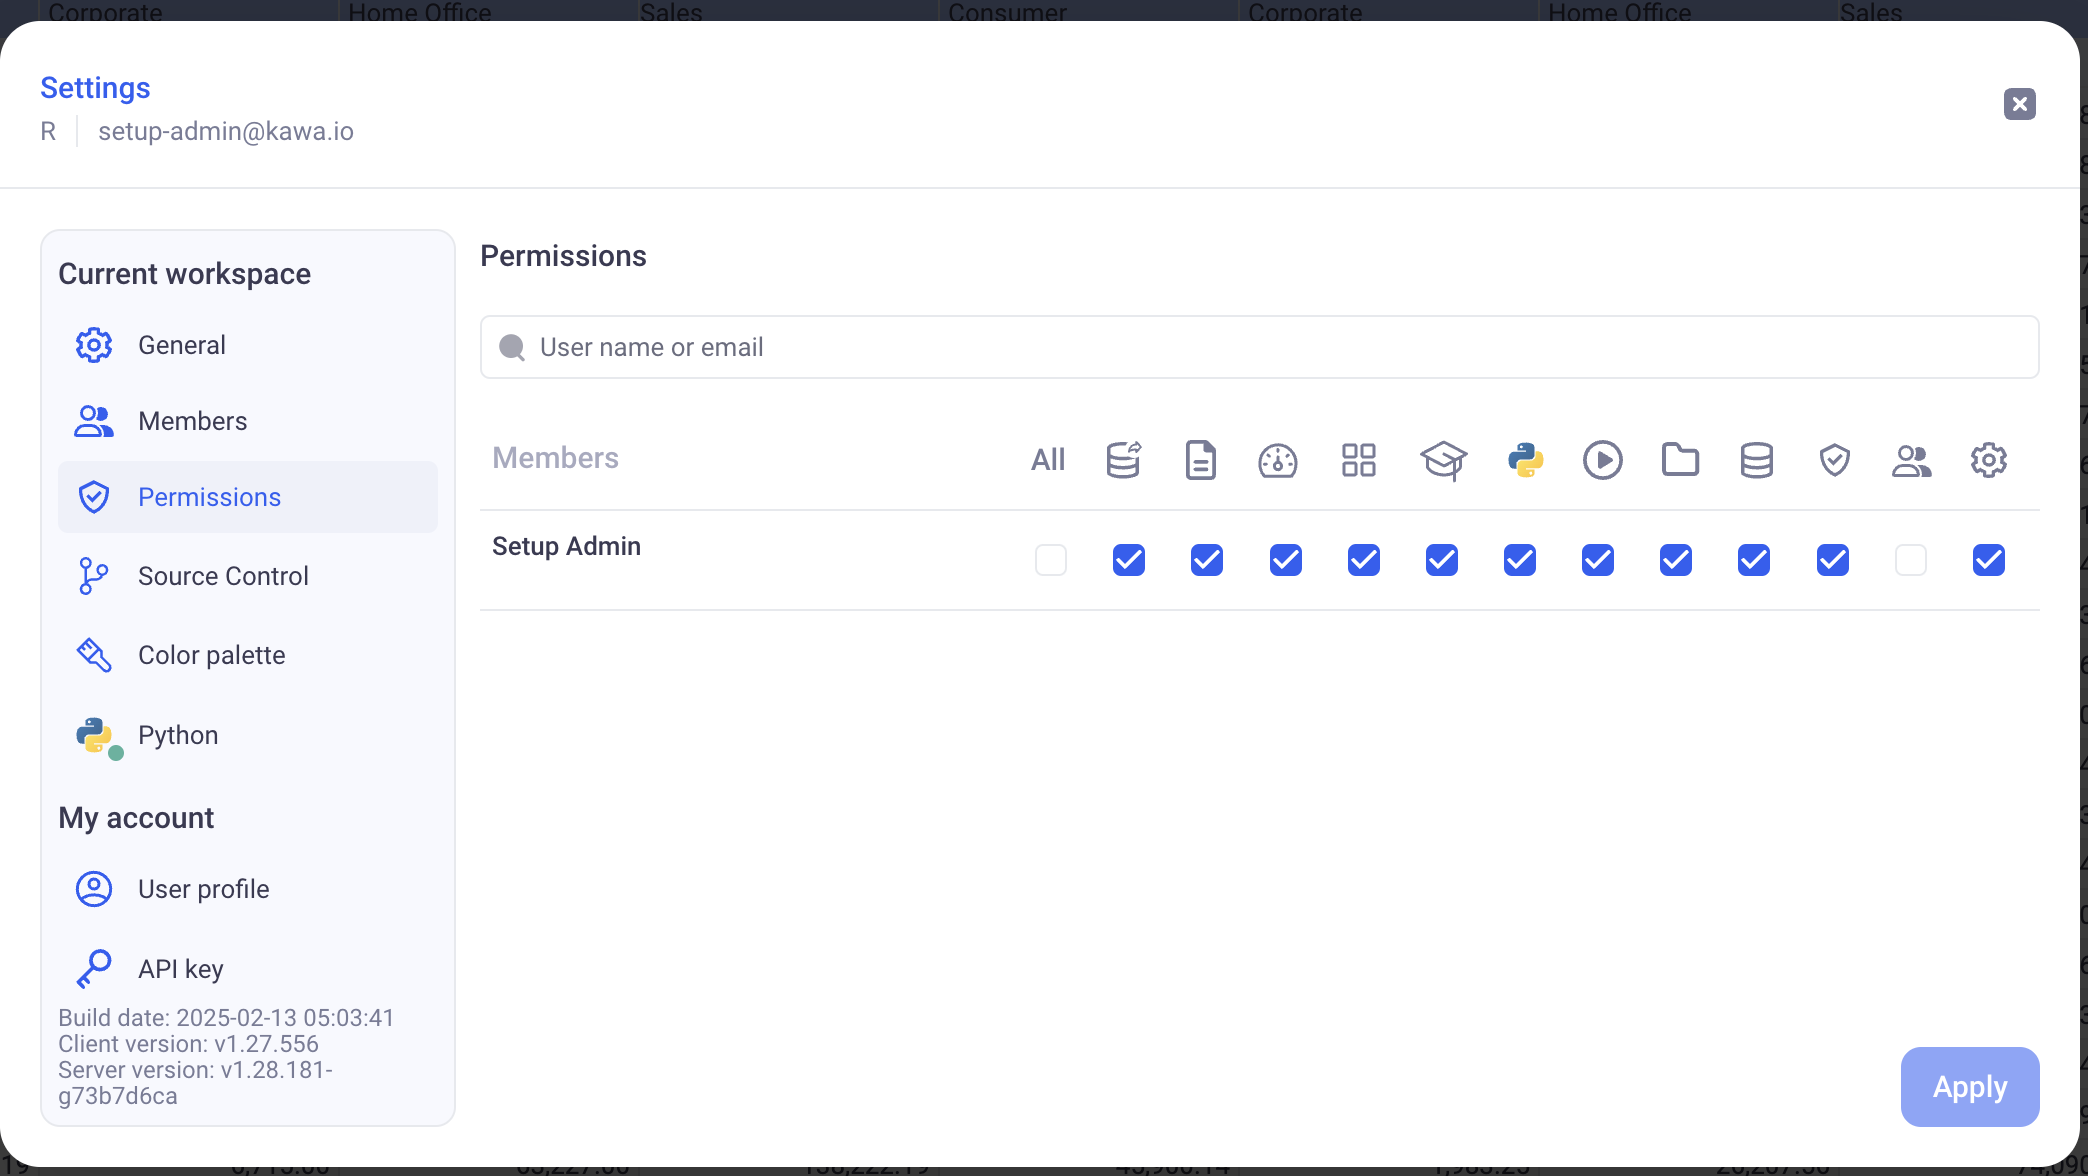 Corporate Home Office Sales Consumer Corporate Home Office Sales
Settings
R setup-admin@kawa.io
Current workspace
General
Members
Permissions
Source Control
Color palette
Python
My account
User profile
API key
Build date: 2025-02-13 05:03:41
Client version: v1.27.556
Server version: v1.28.181-
g73b7d6ca
Permissions
User name or email
Members All
Setup Admin
Apply